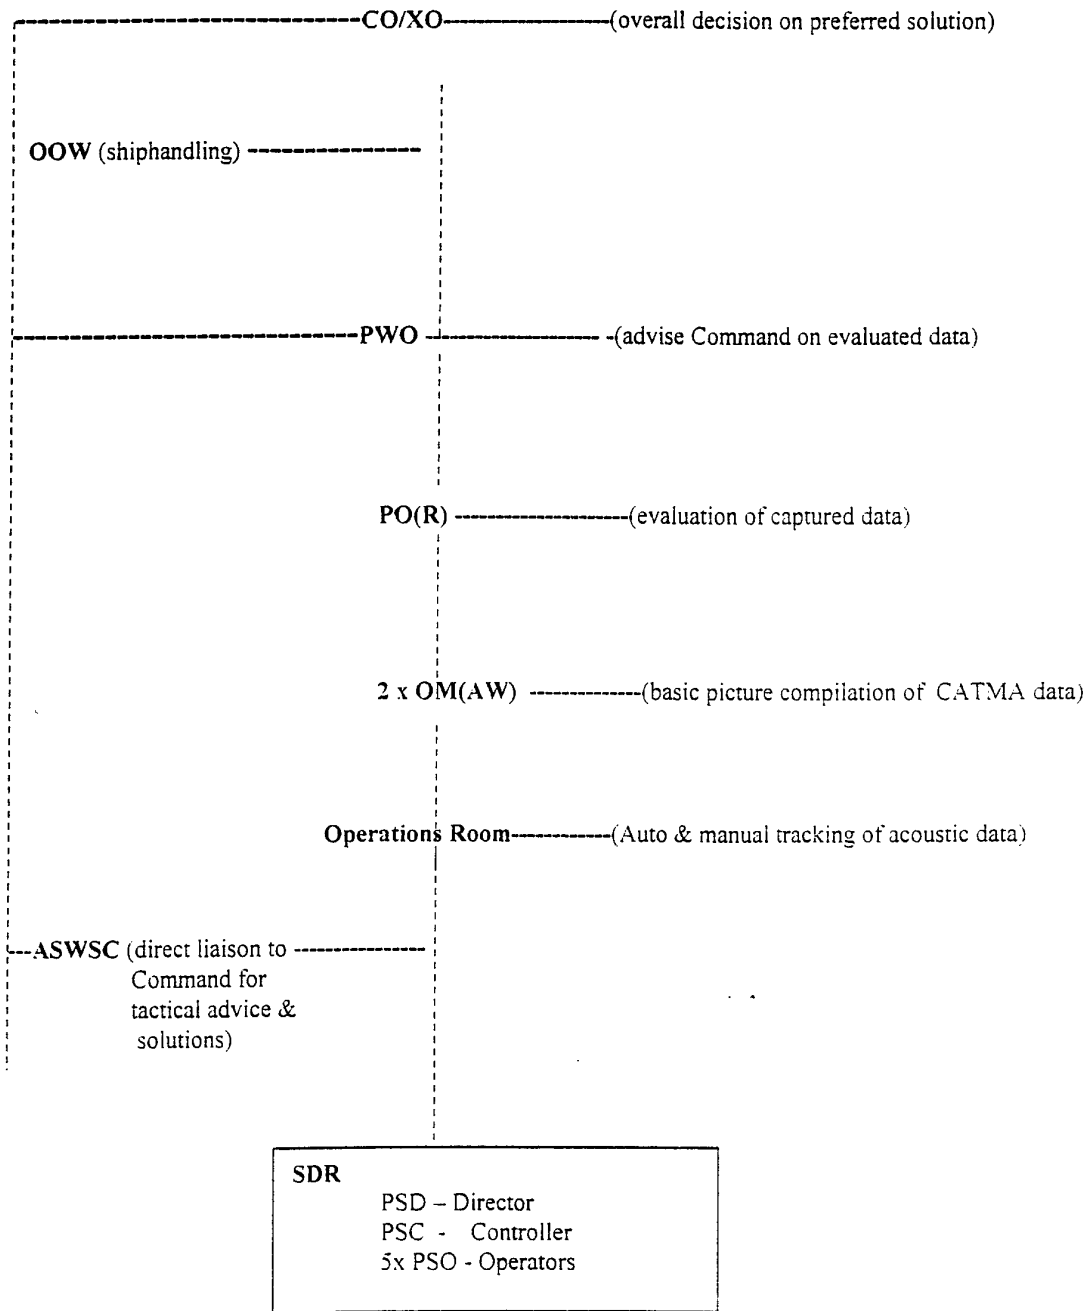 CO/XO (overall decision on preferred solution)
OOW (shiphandling)
PWO -(advise Command on evaluated data)
PO(R) (evaluation of captured data)
2 x OM(AW) (basic picture compilation of CATMA data)
Operations Room (Auto & manual tracking of acoustic data)
ASWSC (direct liaison to
Command for
tactical advice &
solutions)
SDR
PSD – Director
PSC - Controller
5x PSO - Operators